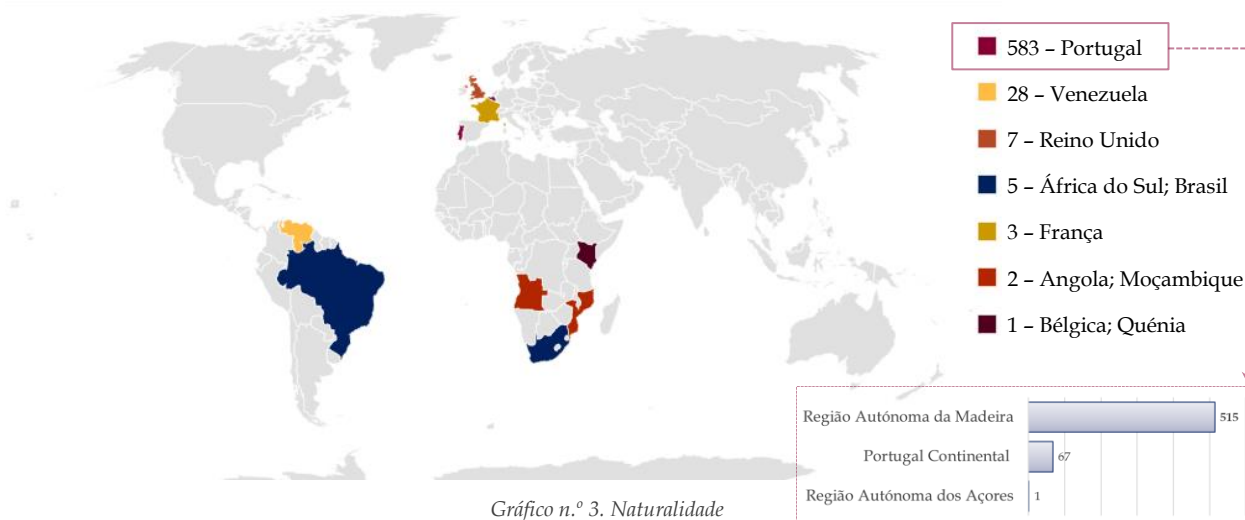 583 – Portugal
28 – Venezuela
7 – Reino Unido
5 – África do Sul; Brasil
3 – França
2 – Angola; Moçambique
1 – Bélgica; Quénia
Região Autónoma da Madeira 515
Portugal Continental 67
Região Autónoma dos Açores 1
Gráfico n.º 3. Naturalidade